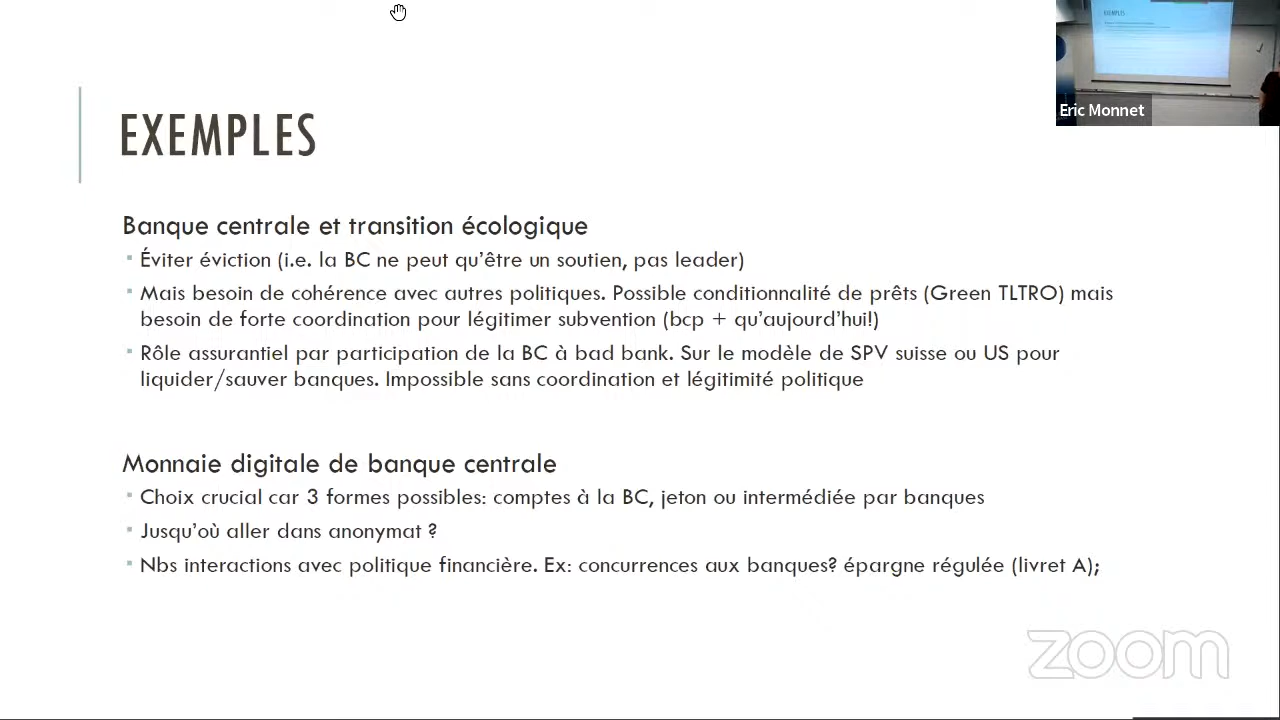 EXEMPLES
Eric Monnet
Banque centrale et transition écologique
Éviter éviction (i.e. la BC ne peut qu'être un soutien, pas leader)
Mais besoin de cohérence avec autres politiques. Possible conditionnalité de prêts (Green TLTRO) mais
besoin de forte coordination pour légitimer subvention (bcp + qu'aujourd'hui!)
Rôle assurantiel par participation de la BC à bad bank. Sur le modèle de SPV suisse ou US pour
liquider/sauver banques. Impossible sans coordination et légitimité politique
Monnaie digitale de banque centrale
Choix crucial car 3 formes possibles: comptes à la BC, jeton ou intermédiée par banques
Jusqu'où aller dans anonymat ?
Nbs interactions avec politique financière. Ex: concurrences aux banques? épargne régulée (livret A);
zoom